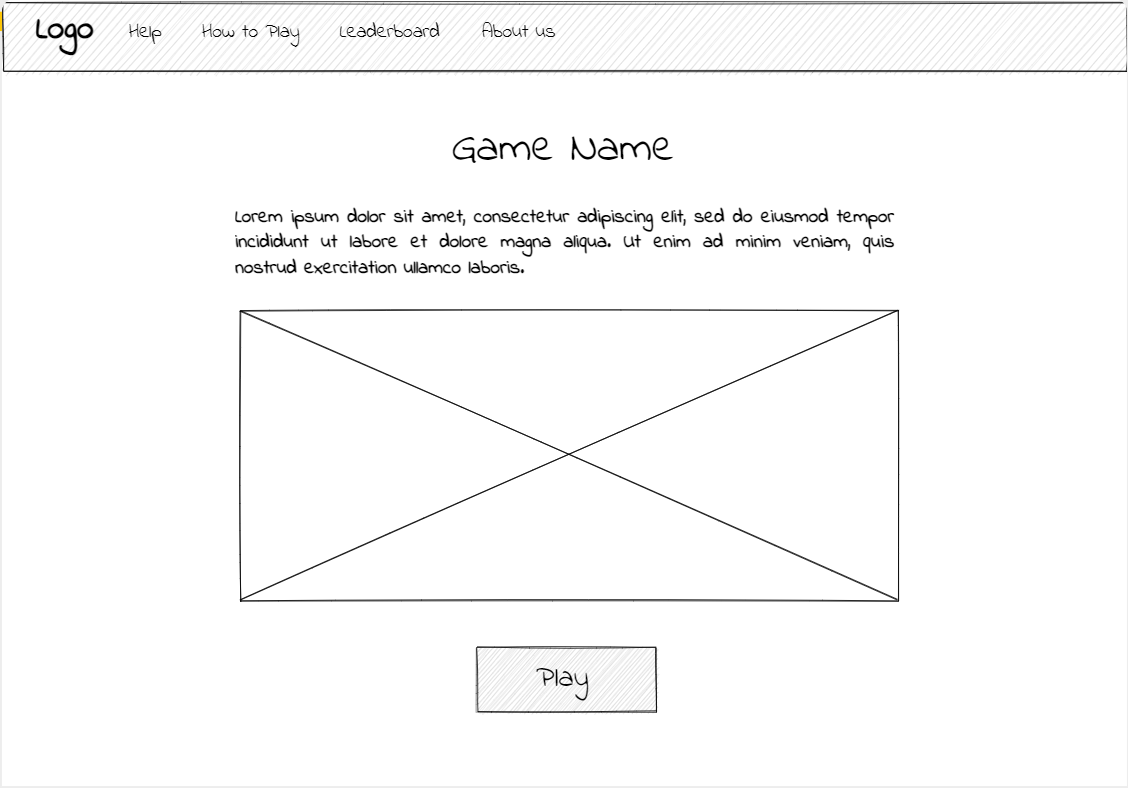 Logo Help How to Play Leaderboard About us
Game Name
Lorem ipsum dolor sit amet, consectetur adipiscing elit, sed do eiusmod tempor
incididunt ut labore et dolore magna aliqua. Ut enim ad minim veniam, quis
nostrud exercitation ullamco laboris.
Play